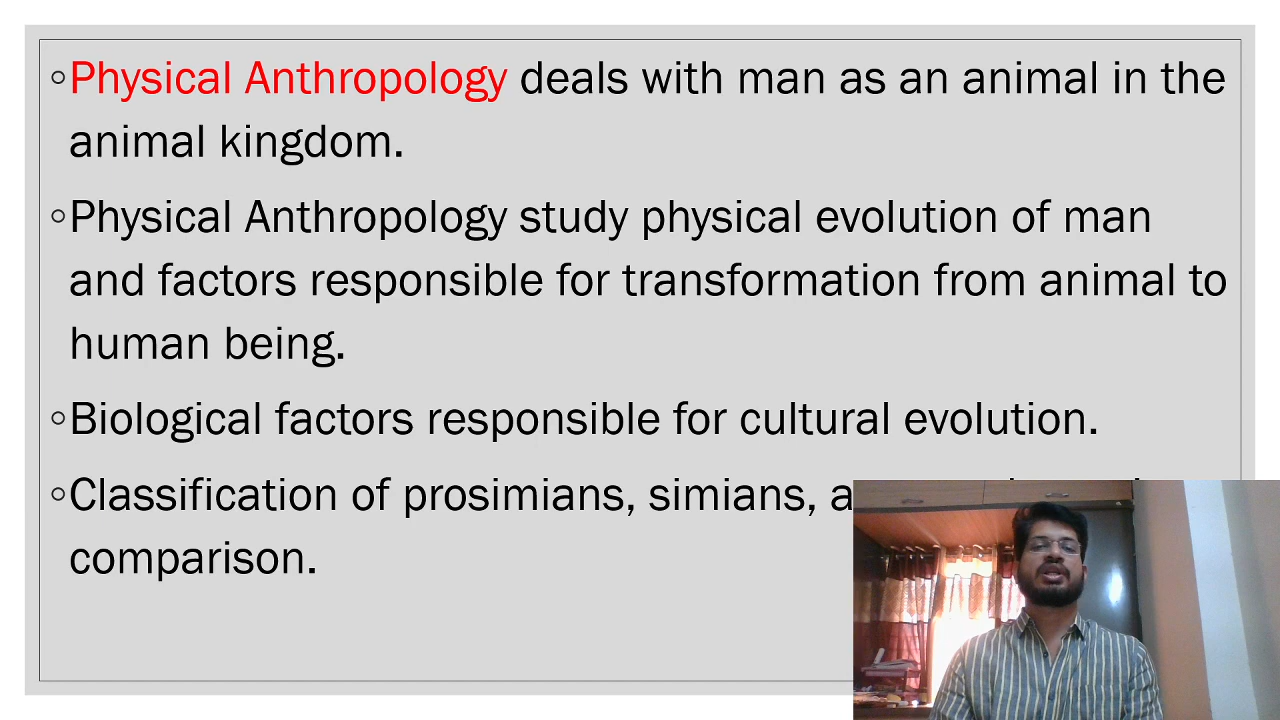 ◦Physical Anthropology deals with man as an animal in the
animal kingdom.
◦Physical Anthropology study physical evolution of man
and factors responsible for transformation from animal to
human being.
◦Biological factors responsible for cultural evolution.
◦Classification of prosimians, simians,
comparison.